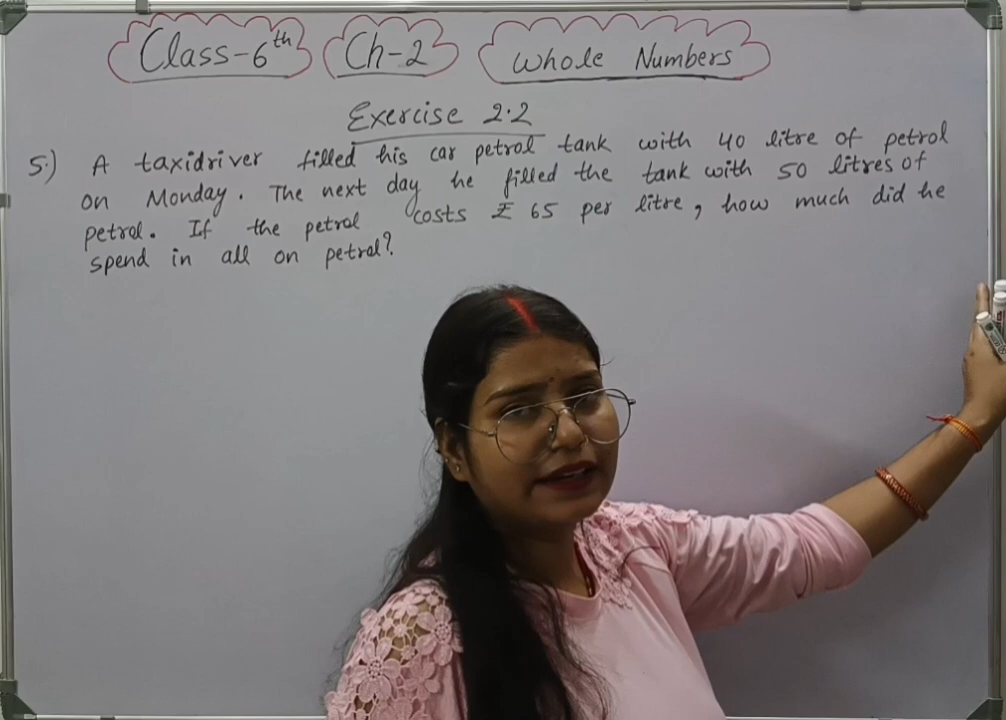 Class-6th Ch-2 Whole Numbers
Exercise 2.2
5.) A taxidriver filled his car petrol tank with 40 litre of petrol
on Monday. The next day he filled the tank with 50 litres of
petrol. If the petrol costs ₹ 65 per litre, how much did he
spend in all on petrol?